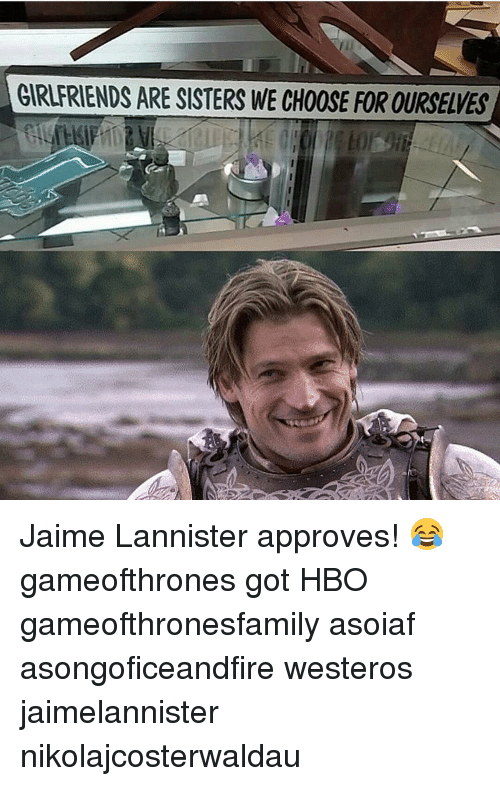 GIRLFRIENDS ARE SISTERS WE CHOOSE FOR OURSELVES
Jaime Lannister approves! 😂
gameofthrones got HBO
gameofthronesfamily asoiaf
asongoficeandfire westeros
jaimelannister
nikolajcosterwaldau